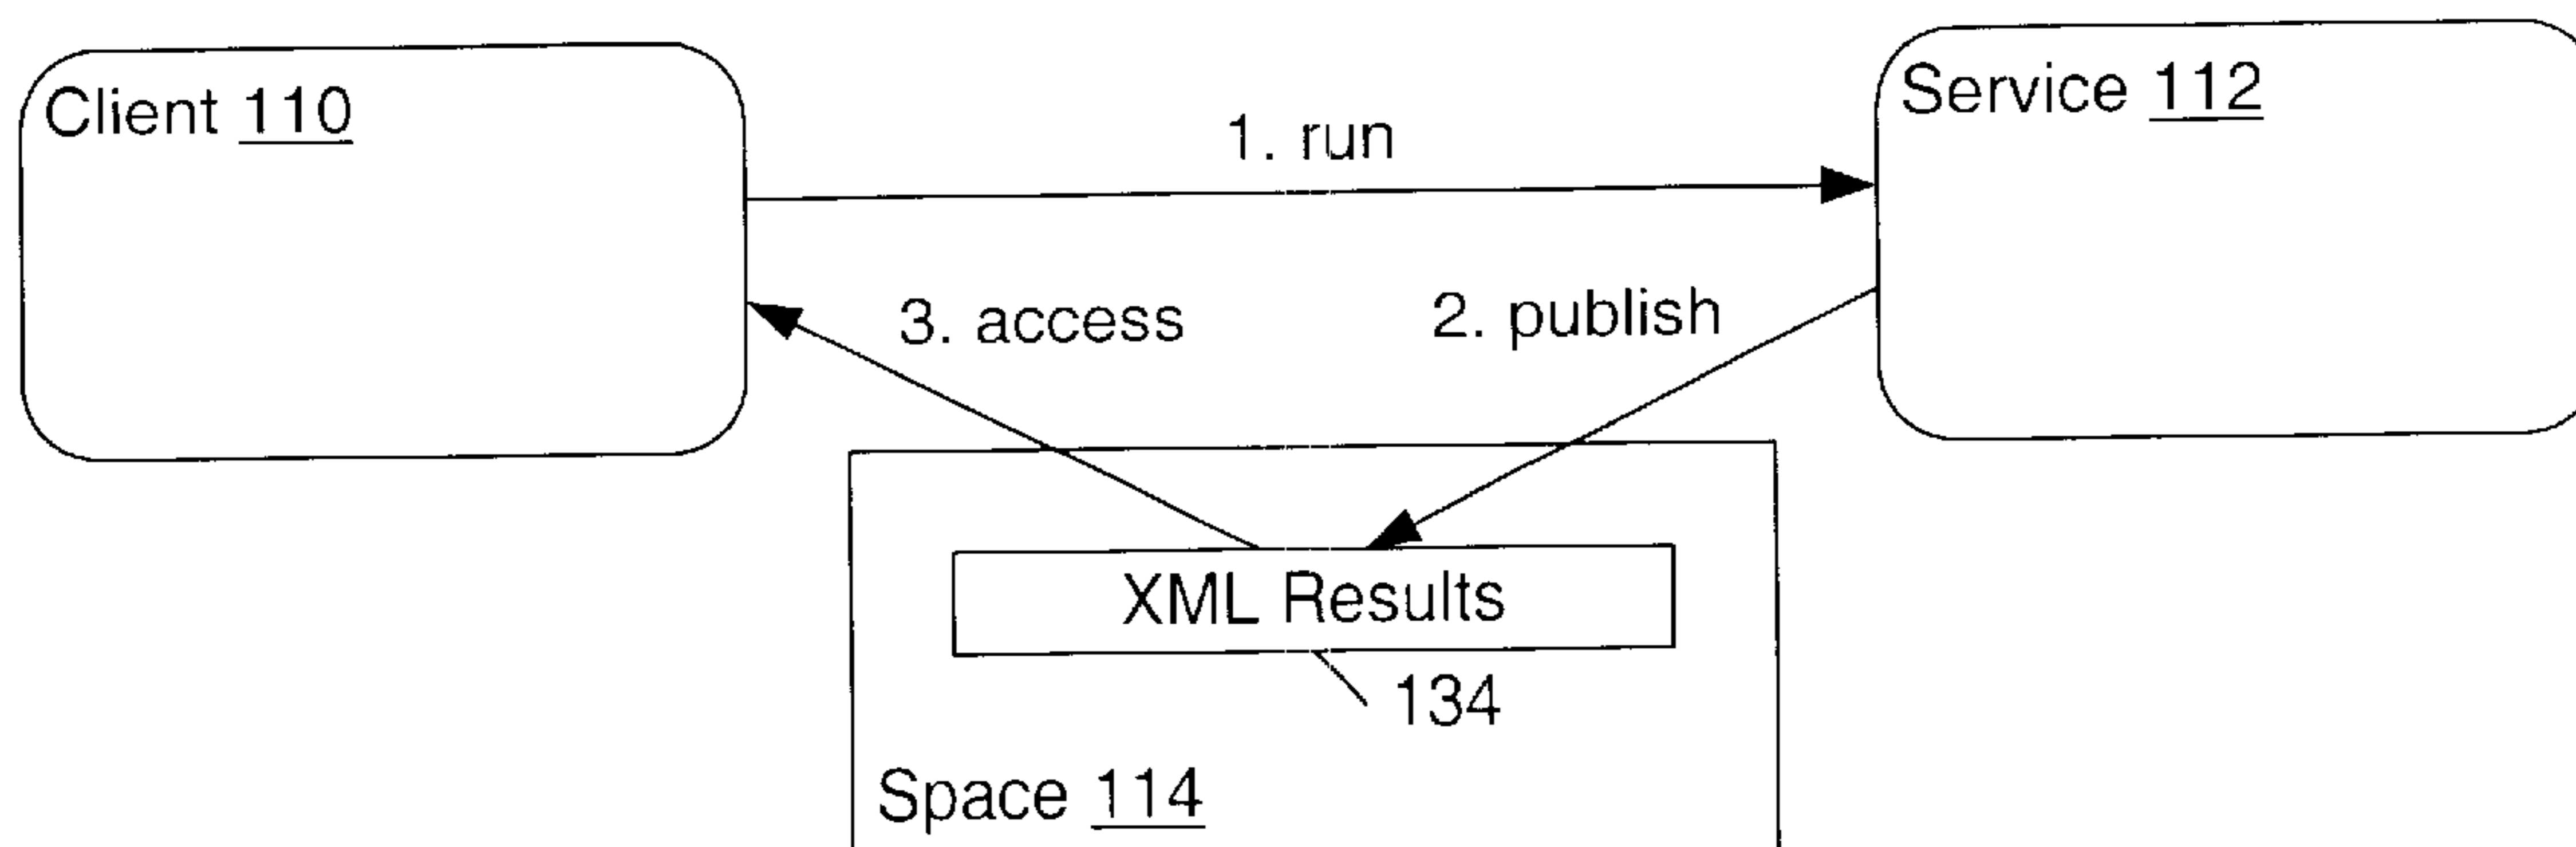 Client 110
Service 112
1. run
3. access
2. publish
XML Results
134
Space 114